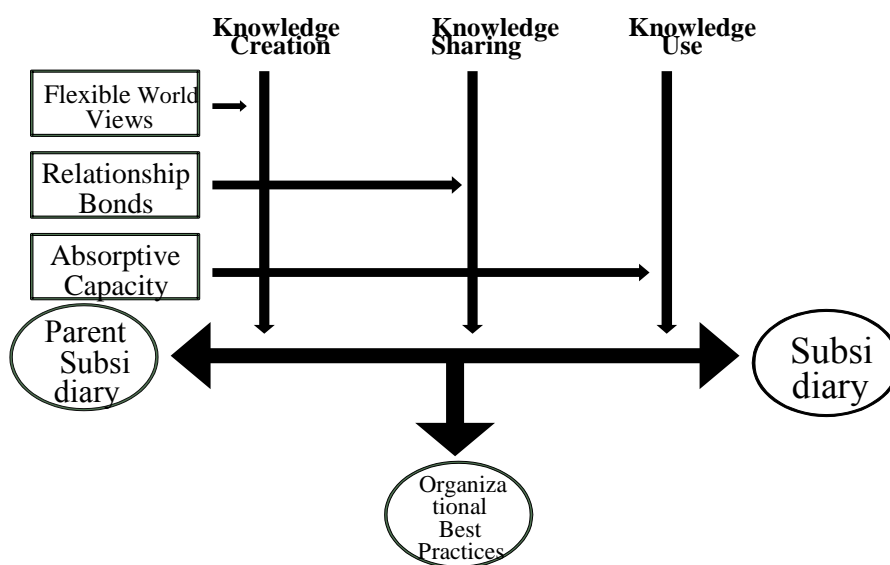 Knowledge
Creation
Knowledge
Sharing
Knowledge
Use
Flexible World
Views
Relationship
Bonds
Absorptive
Capacity
Parent
Subsi
diary
Subsi
diary
Organiza
tional
Best
Practices